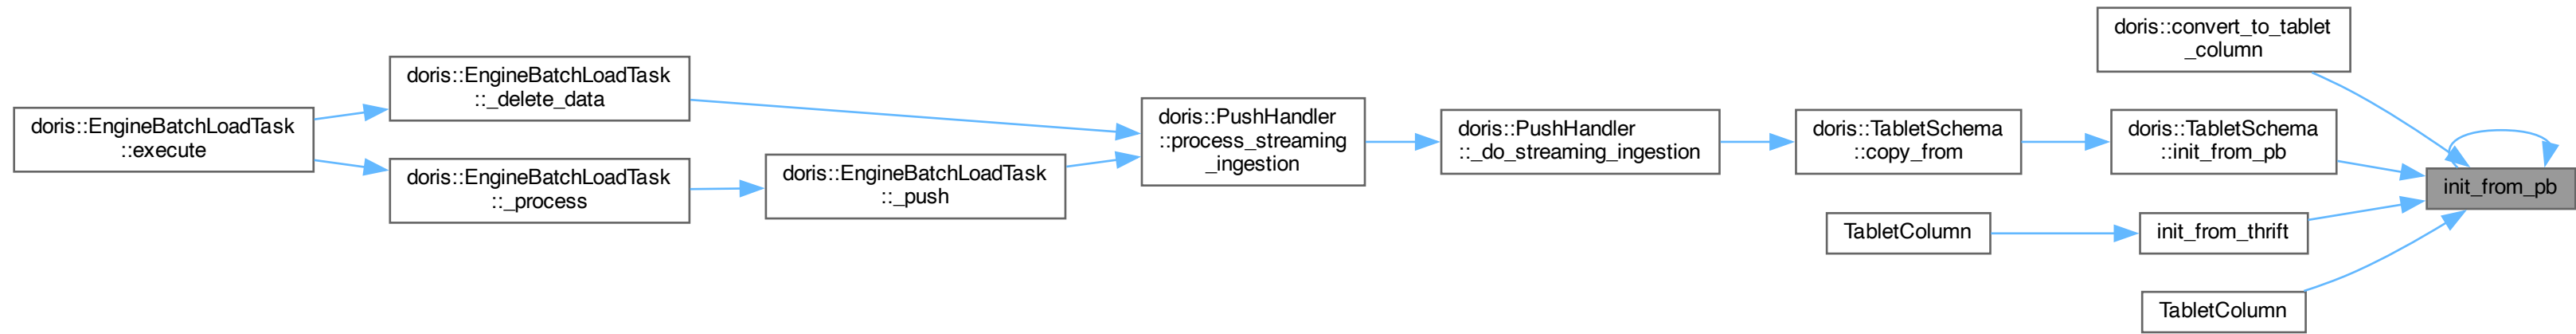 doris::EngineBatchLoadTask
::execute
doris::EngineBatchLoadTask
::_delete_data
doris::EngineBatchLoadTask
::_process
doris::EngineBatchLoadTask
::_push
doris::PushHandler
::process_streaming
_ingestion
doris::PushHandler
::_do_streaming_ingestion
doris::TabletSchema
::copy_from
TabletColumn
doris::convert_to_tablet
_column
doris::TabletSchema
::init_from_pb
init_from_thrift
TabletColumn
init_from_pb